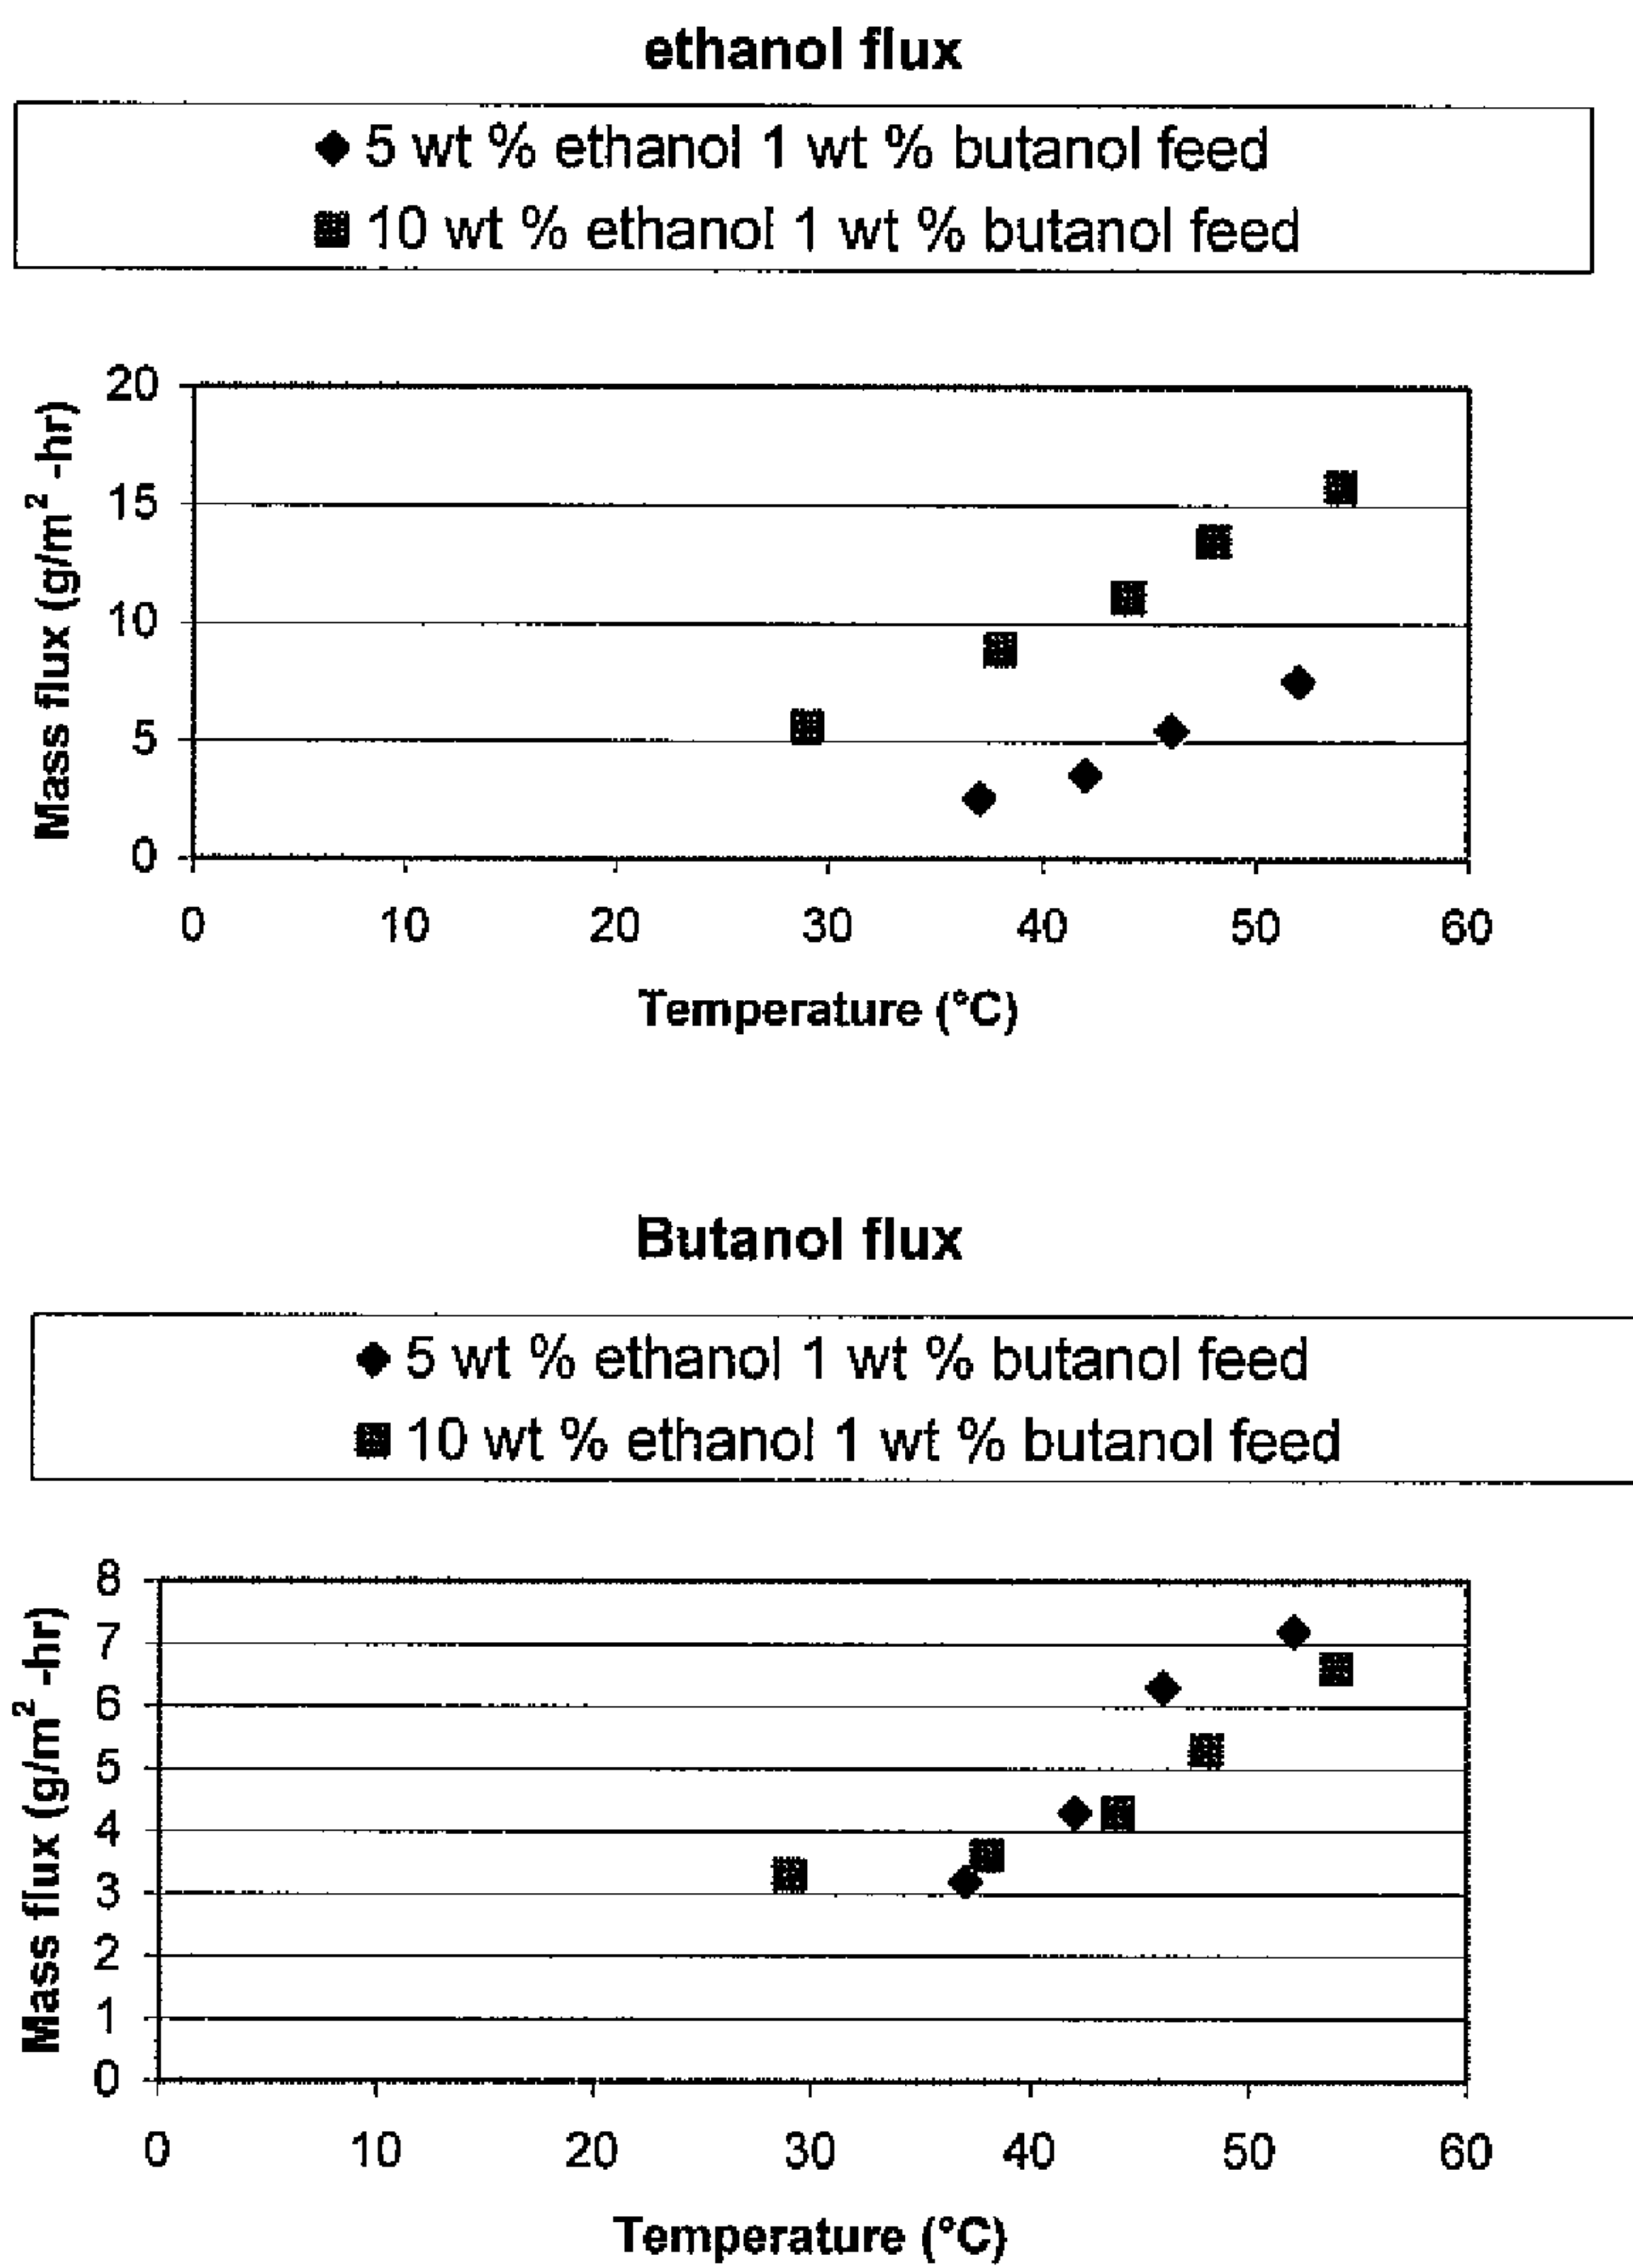 ethanol flux
◆ 5 wt % ethanol 1 wt % butanol feed
■ 10 wt % ethanol 1 wt % butanol feed
Mass flux (g/m² -hr)
20
15
10
5
0
0 10 20 30 40 50 60
Temperature (°C)
Butanol flux
◆ 5 wt % ethanol 1 wt % butanol feed
■ 10 wt % ethanol 1 wt % butanol feed
Mass flux (g/m² -hr)
8
7
6
5
4
3
2
1
0
0 10 20 30 40 50 60
Temperature (°C)